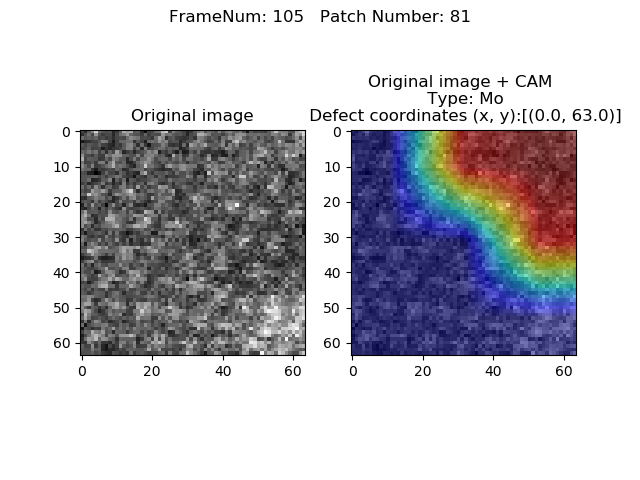 FrameNum: 105   Patch Number: 81
Original image
Original image + CAM
Type: Mo
Defect coordinates (x, y):[(0.0, 63.0)]
0
10
20
30
40
50
60
0 20 40 60
0
10
20
30
40
50
60
0 20 40 60